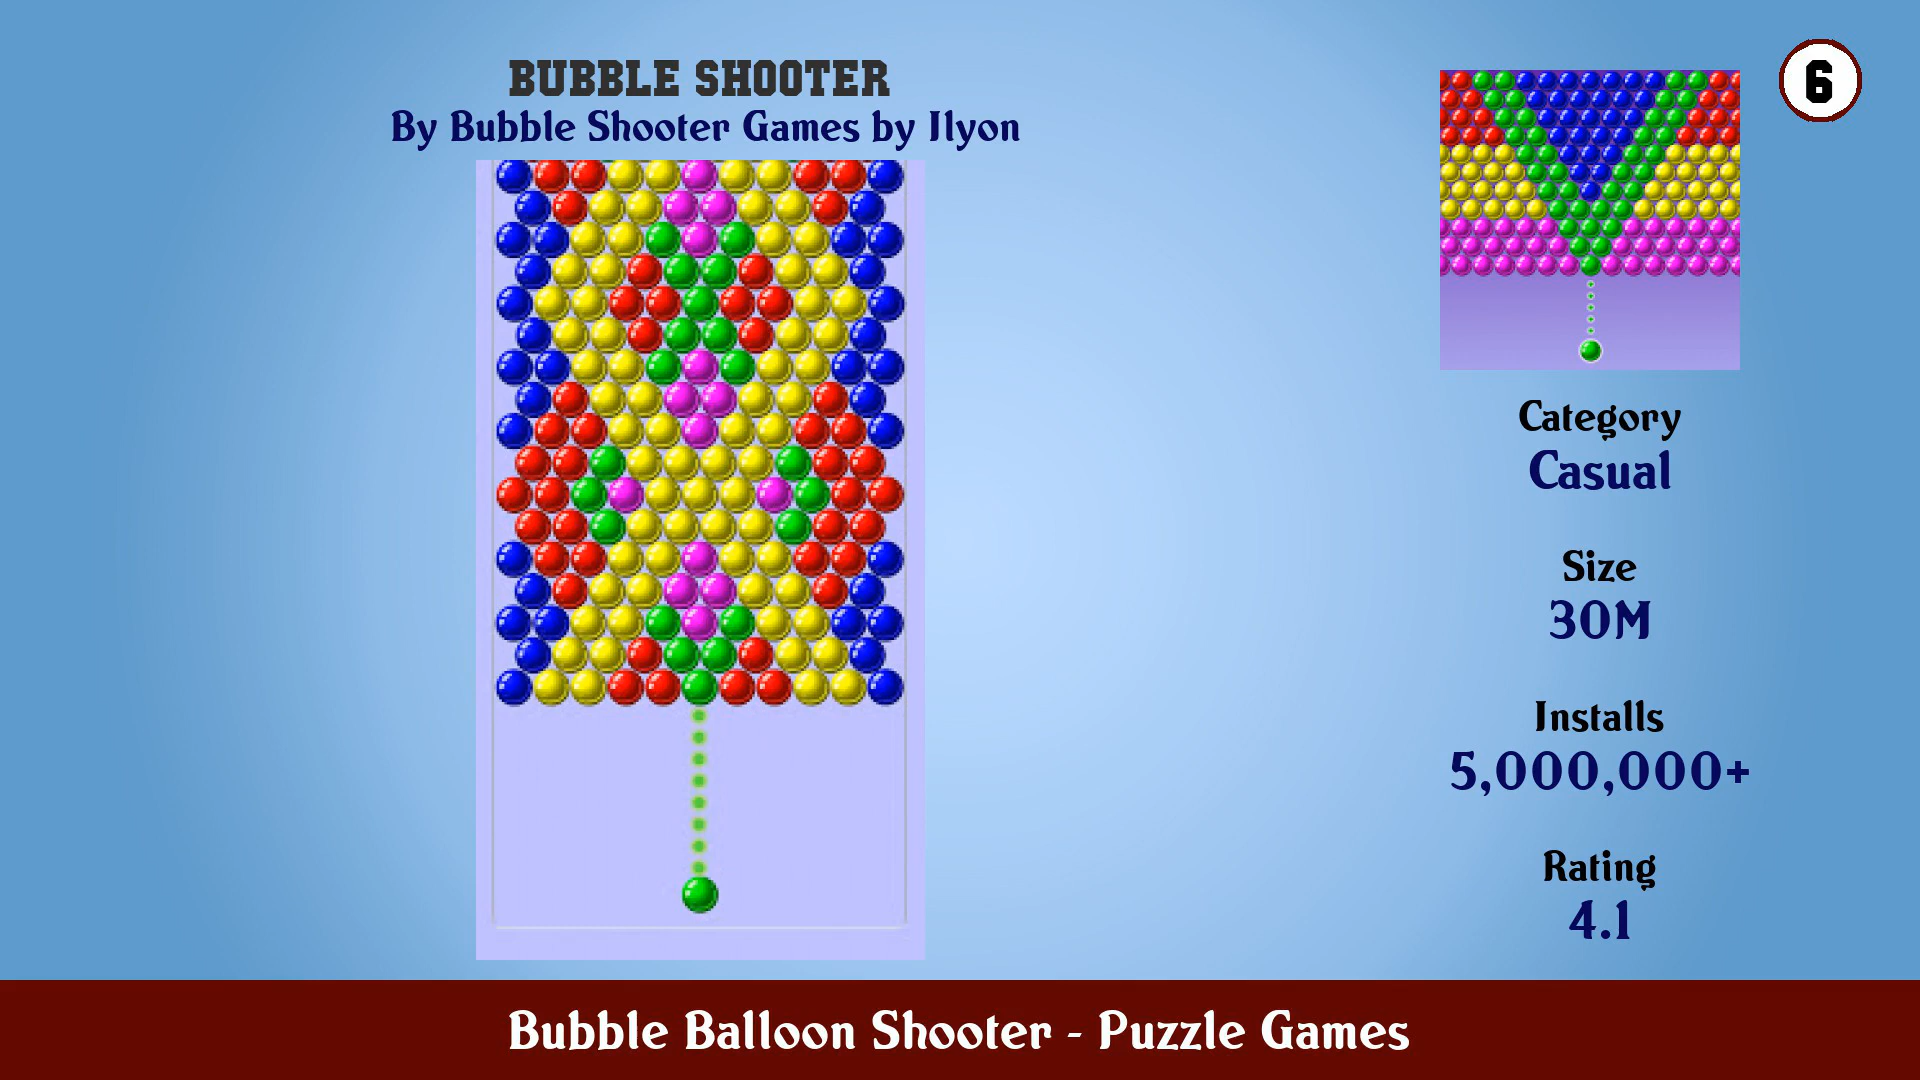 BUBBLE SHOOTER
By Bubble Shooter Games by Ilyon
6
Category
Casual
Size
30M
Installs
5,000,000+
Rating
4.1
Bubble Balloon Shooter - Puzzle Games